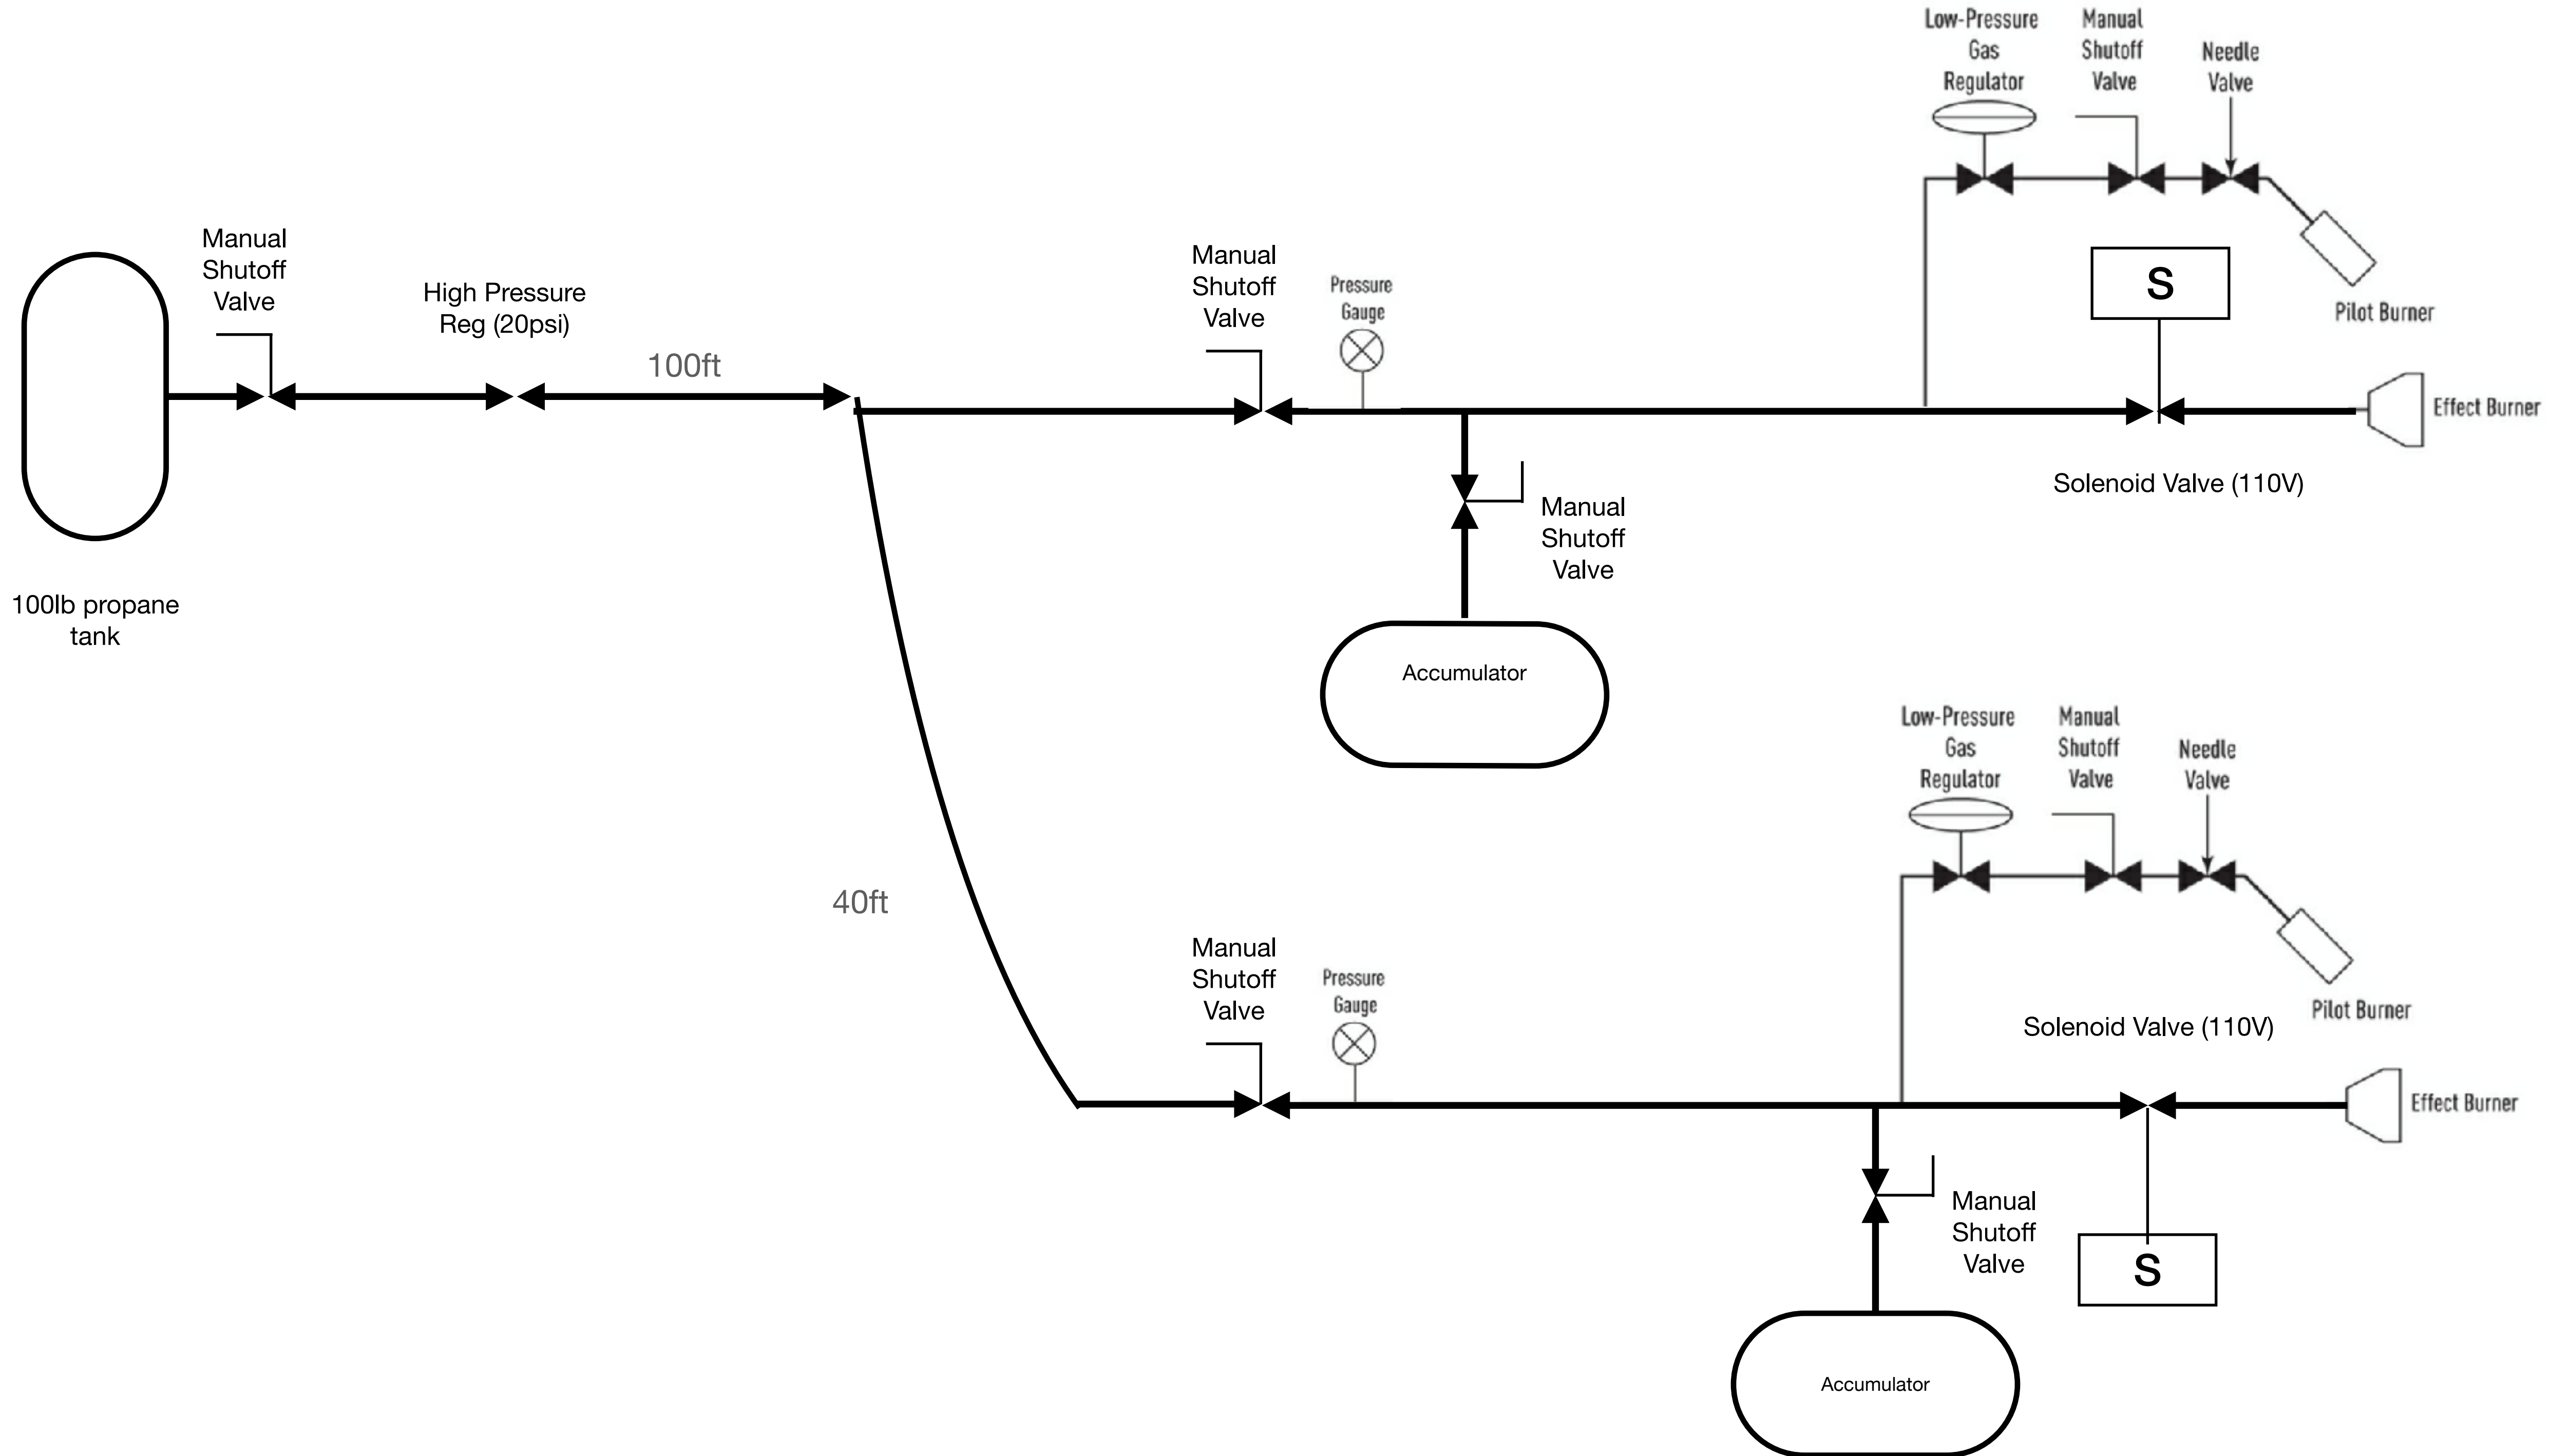 Low-Pressure
Gas
Regulator
Manual
Shutoff
Valve
Needle
Valve
Manual
Shutoff
Valve
High Pressure
Reg (20psi)
100ft
Manual
Shutoff
Valve
Pressure
Gauge
S
Pilot Burner
Effect Burner
Solenoid Valve (110V)
Manual
Shutoff
Valve
100lb propane
tank
Accumulator
Low-Pressure
Gas
Regulator
Manual
Shutoff
Valve
Needle
Valve
40ft
Manual
Shutoff
Valve
Pressure
Gauge
Pilot Burner
Solenoid Valve (110V)
Effect Burner
Manual
Shutoff
Valve
S
Accumulator